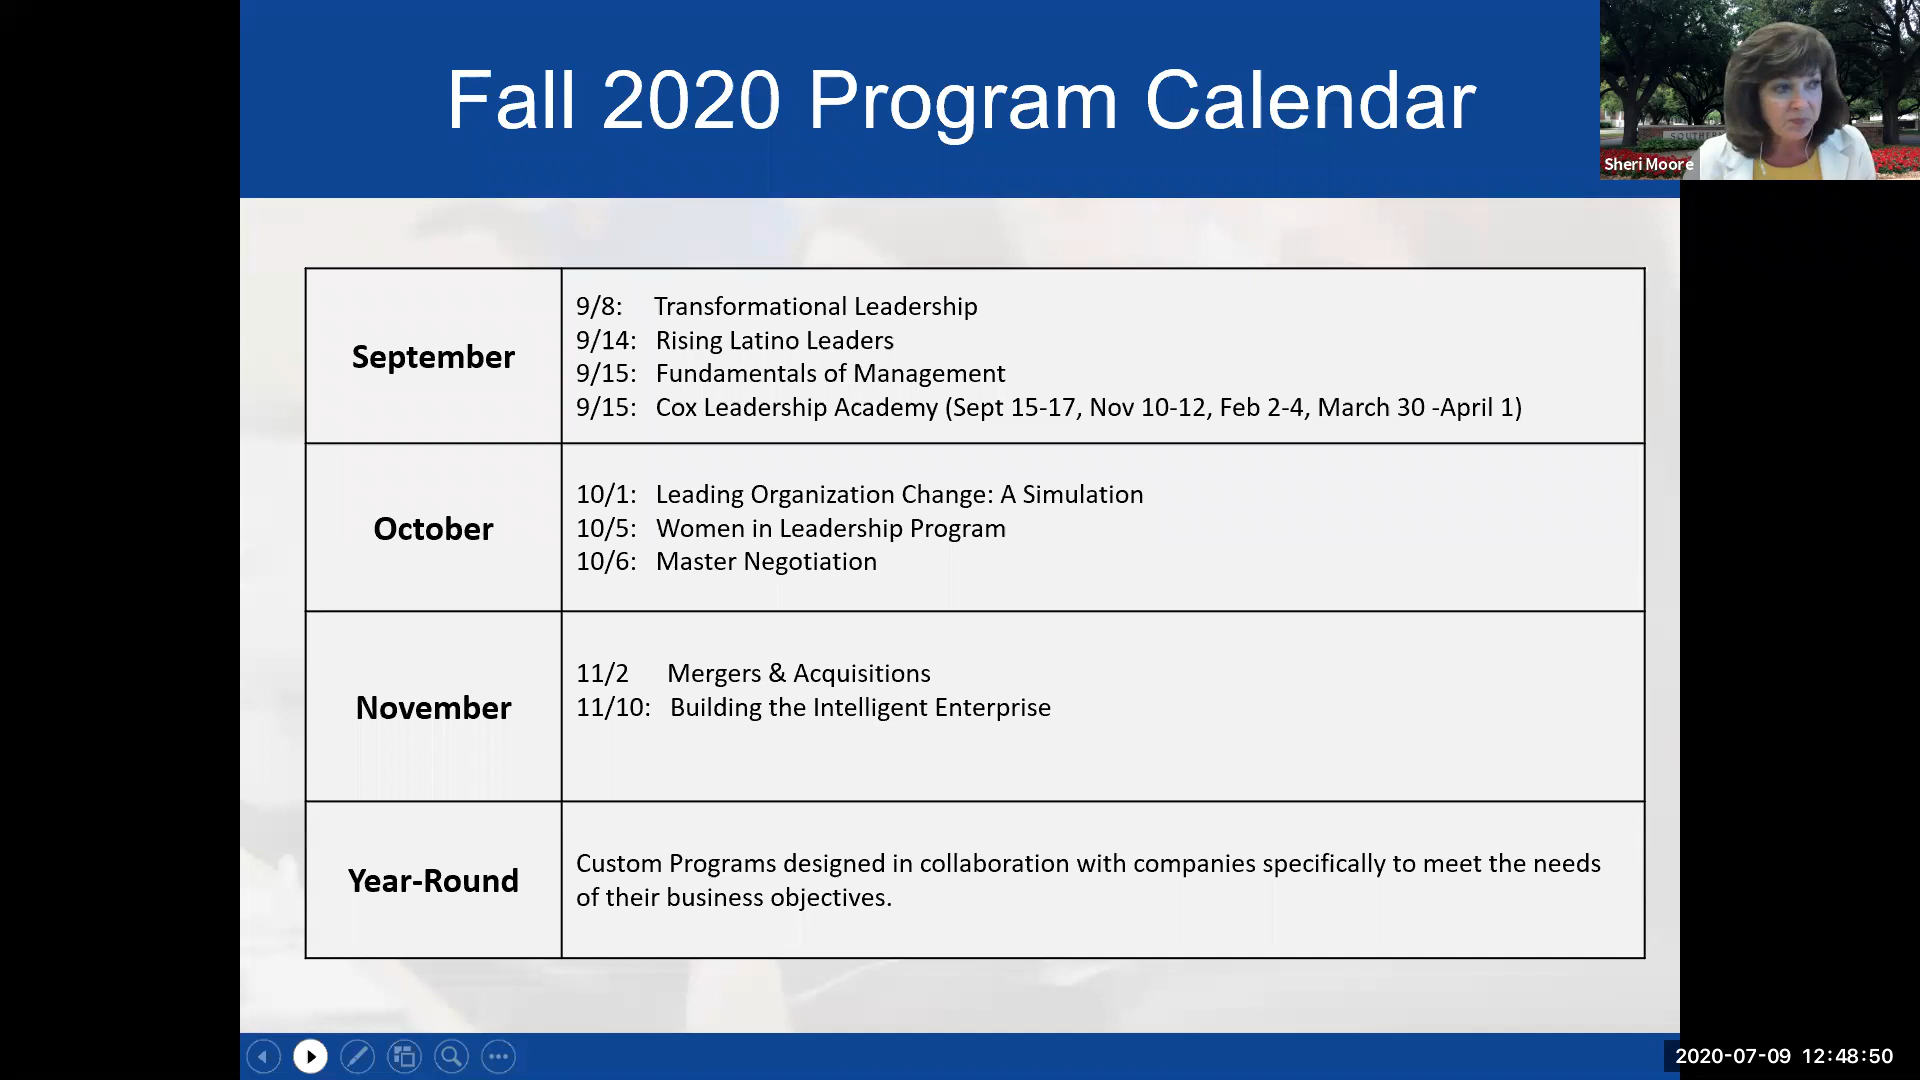 Fall 2020 Program Calendar
SOUTHERN
Sheri Moore
September
9/8: Transformational Leadership
9/14: Rising Latino Leaders
9/15: Fundamentals of Management
9/15: Cox Leadership Academy (Sept 15-17, Nov 10-12, Feb 2-4, March 30 -April 1)
October
10/1: Leading Organization Change: A Simulation
10/5: Women in Leadership Program
10/6: Master Negotiation
November
11/2 Mergers & Acquisitions
11/10: Building the Intelligent Enterprise
Year-Round
Custom Programs designed in collaboration with companies specifically to meet the needs
of their business objectives.
2020-07-09 12:48:50